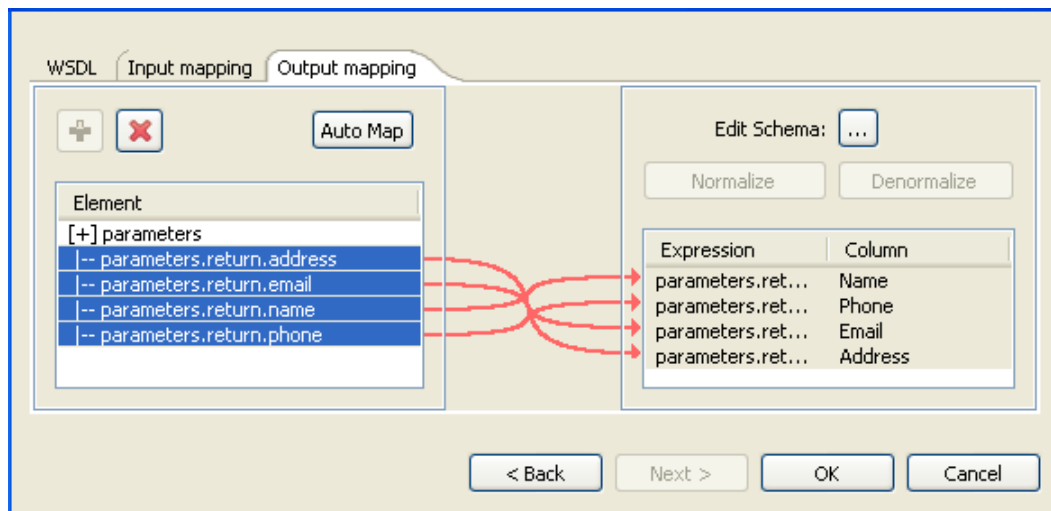 WSDL Input mapping Output mapping
Auto Map
Edit Schema: ...
Normalize Denormalize
Element
[+] parameters
|-- parameters.return.address
|-- parameters.return.email
|-- parameters.return.name
|-- parameters.return.phone
Expression Column
parameters.ret... Name
parameters.ret... Phone
parameters.ret... Email
parameters.ret... Address
< Back Next > OK Cancel